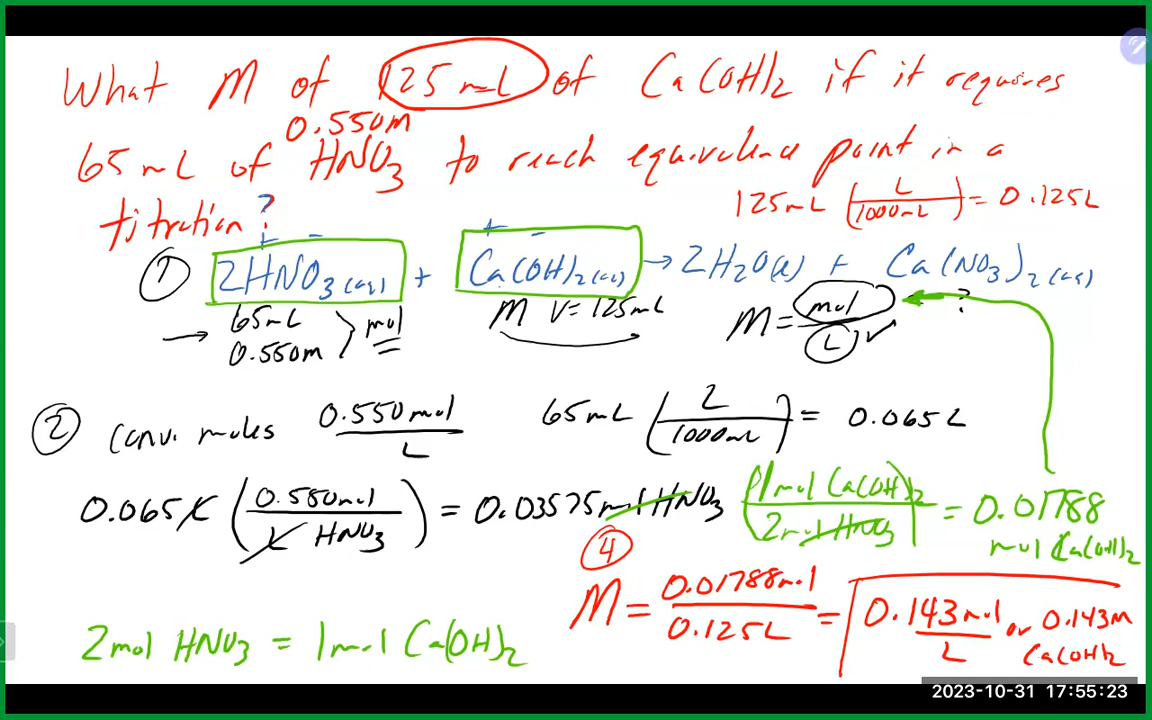 What M of 125 mL of Ca(OH)2 if it requires
0.550M
65 mL of HNO3 to reach equivalence point in a
titration?
125mL (L/1000mL) = 0.125L
+ - + -
① 2HNO3(aq) + Ca(OH)2(aq) → 2H2O(l) + Ca(NO3)2(aq)
→ 65mL
0.550M
mol
M V=125mL
M = mol/L ✓
?
② Conv. moles 0.550mol/L 65mL (L/1000mL) = 0.065L
0.065L (0.550mol/L HNO3) = 0.03575mol HNO3 (1mol Ca(OH)2/2mol HNO3) = 0.01788
mol Ca(OH)2
④
M = 0.01788mol/0.125L = 0.143mol/L or 0.143M
Ca(OH)2
2mol HNO3 = 1mol Ca(OH)2
2023-10-31 17:55:23